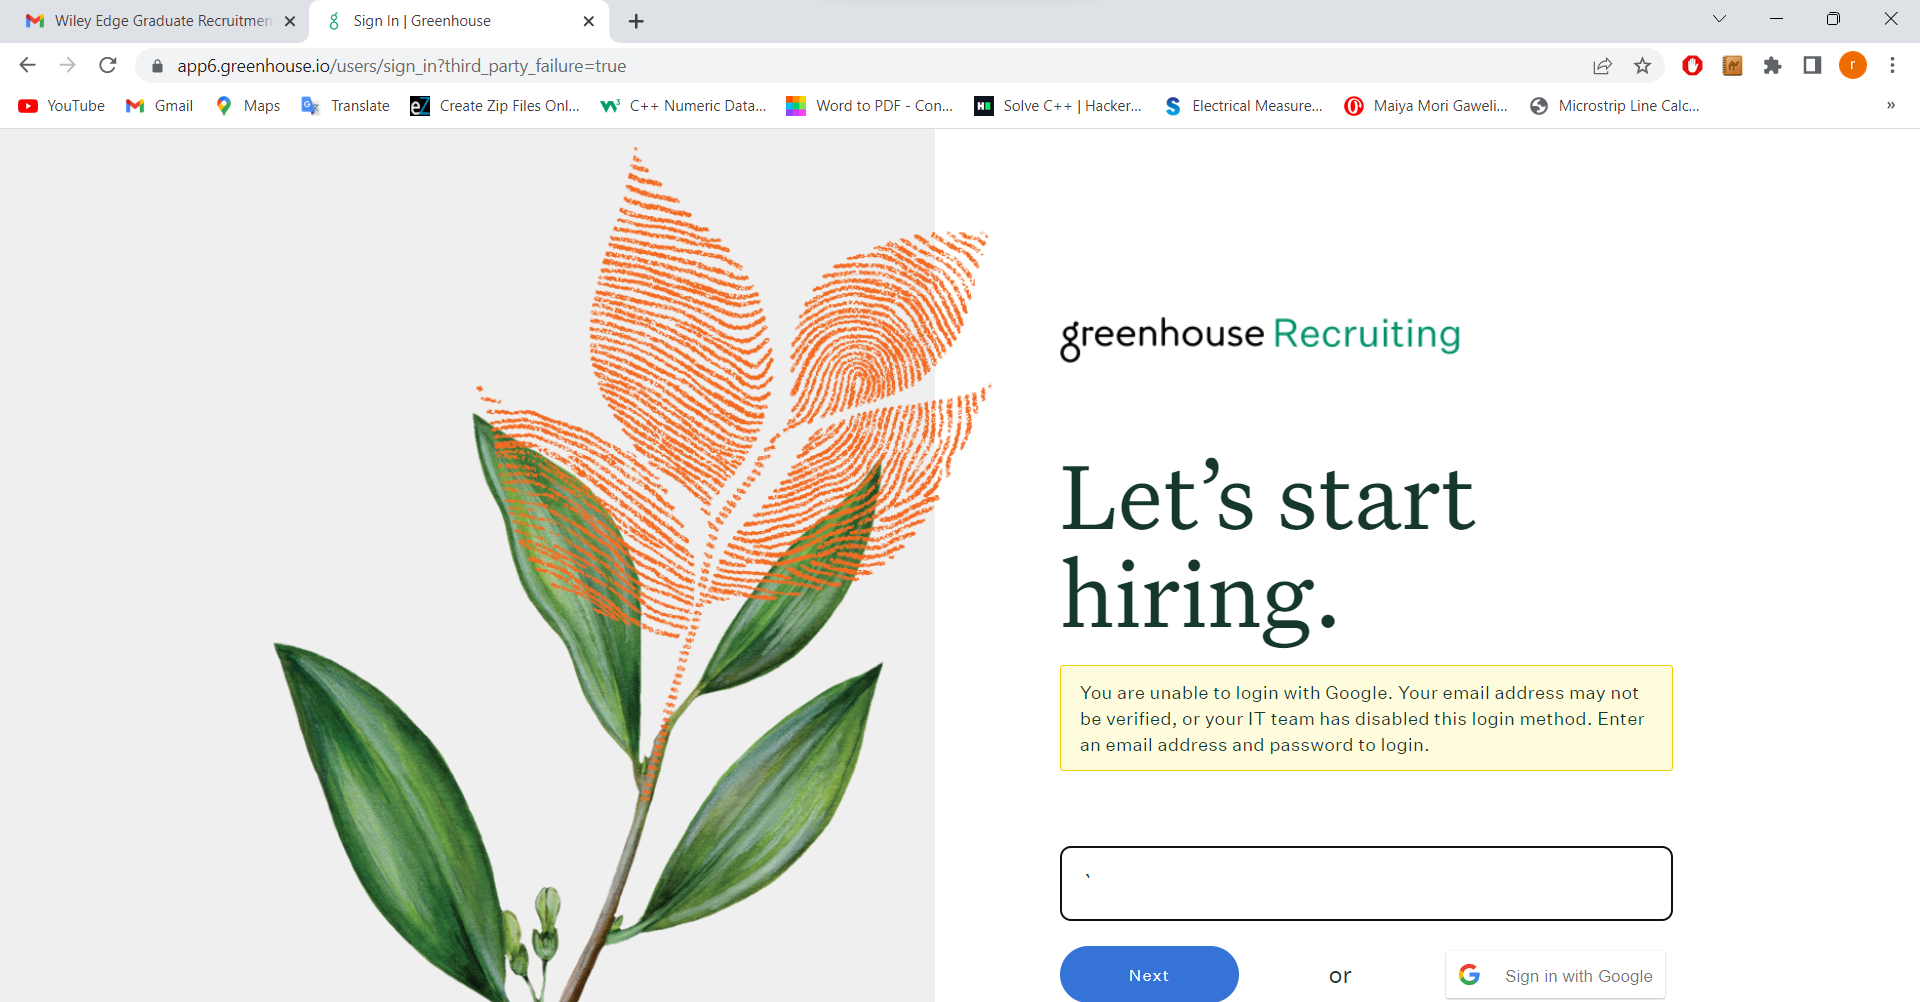 Wiley Edge Graduate Recruitmen
Sign In | Greenhouse
app6.greenhouse.io/users/sign_in?third_party_failure=true
r
YouTube
Gmail
Maps
Translate
Create Zip Files Onl...
C++ Numeric Data...
Word to PDF - Con...
Solve C++ | Hacker...
Electrical Measure...
Maiya Mori Gaweli...
Microstrip Line Calc...
»
greenhouse Recruiting
Let’s start
hiring.
You are unable to login with Google. Your email address may not
be verified, or your IT team has disabled this login method. Enter
an email address and password to login.
`
Next
or
Sign in with Google